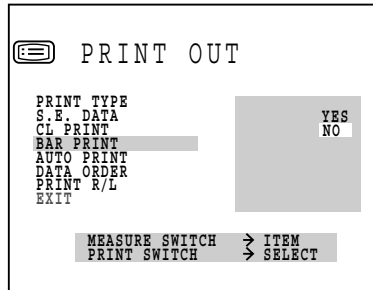 PRINT OUT
PRINT TYPE
S.E. DATA
CL PRINT
BAR PRINT
AUTO PRINT
DATA ORDER
PRINT R/L
EXIT
YES
NO
MEASURE SWITCH → ITEM
PRINT SWITCH → SELECT